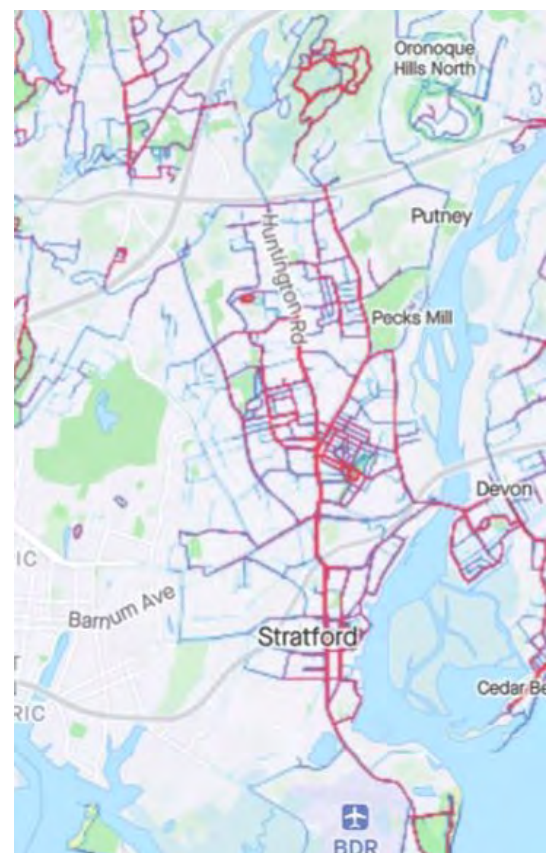 Oronoque
Hills North
Huntington Rd
Putney
Pecks Mill
Devon
IC
Barnum Ave
Stratford
T
N
RIC
Cedar Be
BDR